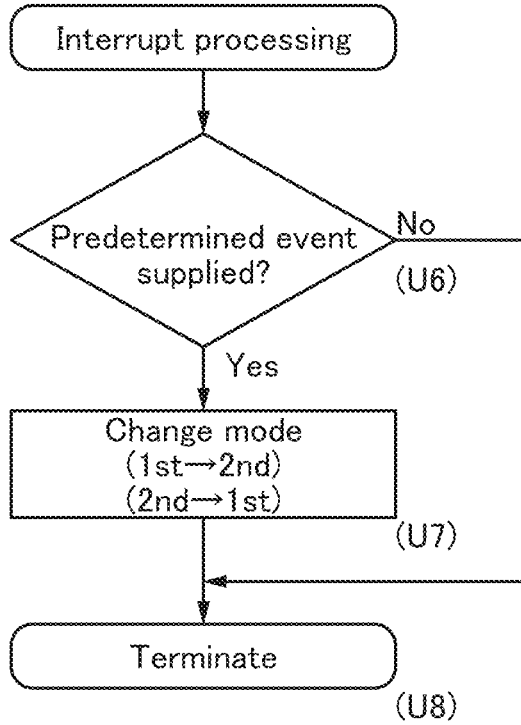 Interrupt processing
Predetermined event
supplied?
No
(U6)
Yes
Change mode
(1st→2nd)
(2nd→1st)
(U7)
Terminate
(U8)